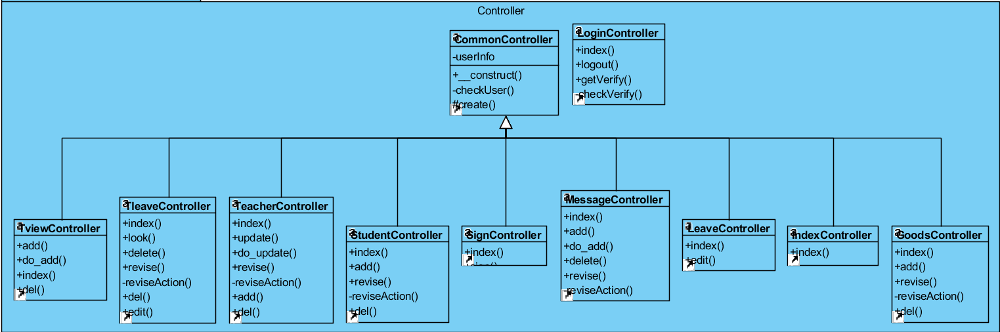 Controller
CommonController
-userInfo
+__construct()
-checkUser()
#create()
LoginController
+index()
+logout()
+getVerify()
-checkVerify()
TviewController
+add()
+do_add()
+index()
+del()
TleaveController
+index()
+look()
+delete()
+revise()
-reviseAction()
+del()
+edit()
TeacherController
+index()
+update()
+do_update()
+revise()
-reviseAction()
+add()
+del()
StudentController
+index()
+add()
+revise()
-reviseAction()
+del()
SignController
+index()
MessageController
+index()
+add()
+do_add()
+delete()
+revise()
-reviseAction()
LeaveController
+index()
+edit()
IndexController
+index()
GoodsController
+index()
+add()
+revise()
-reviseAction()
+del()